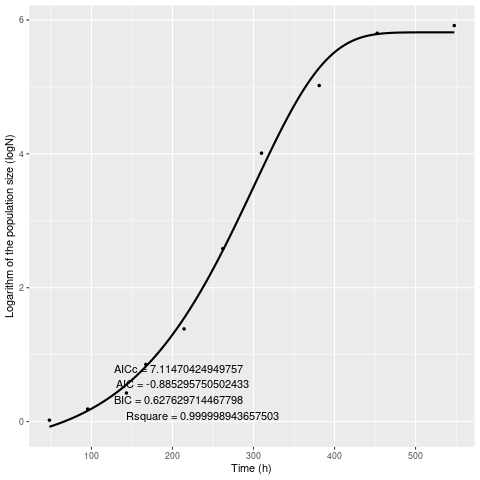 6
4
2
0
Logarithm of the population size (logN)
AICc = 7.11470424949757
AIC = -0.885295750502433
BIC = 0.627629714467798
Rsquare = 0.999998943657503
100 200 300 400 500
Time (h)